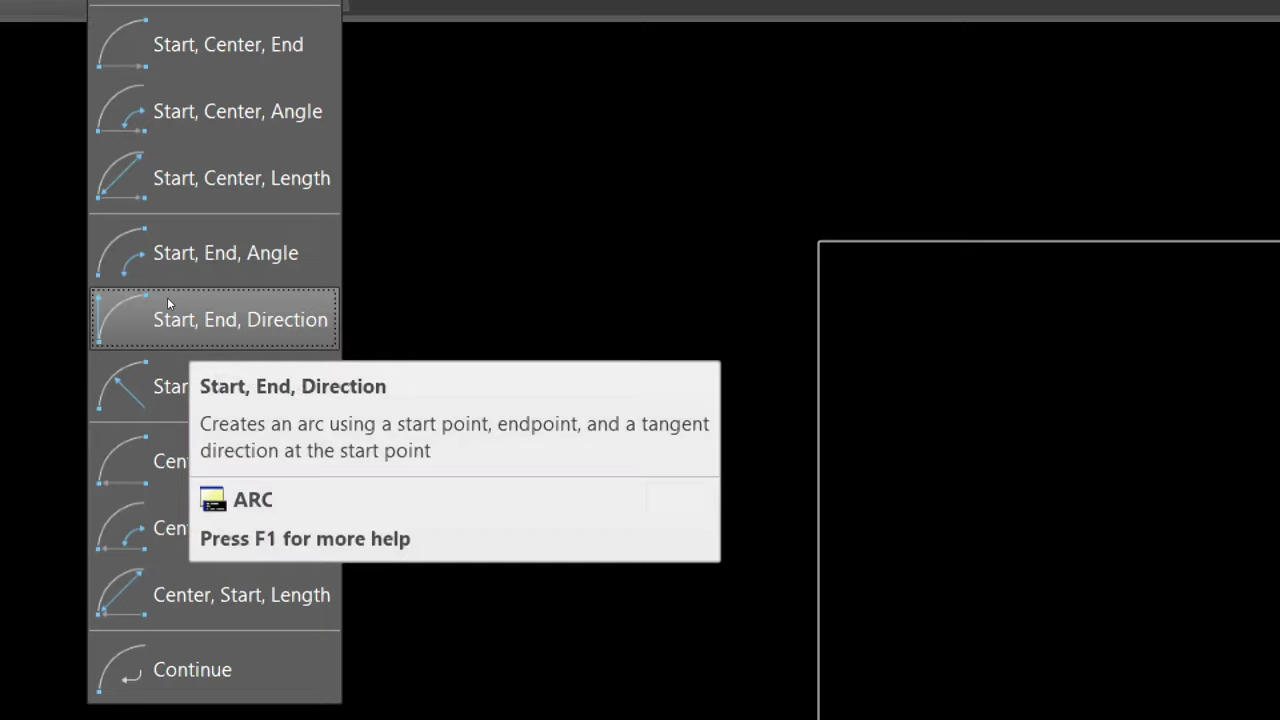 Start, Center, End
Start, Center, Angle
Start, Center, Length
Start, End, Angle
Start, End, Direction
Star
Start, End, Direction
Creates an arc using a start point, endpoint, and a tangent
direction at the start point
Cen
ARC
Cen
Press F1 for more help
Center, Start, Length
Continue